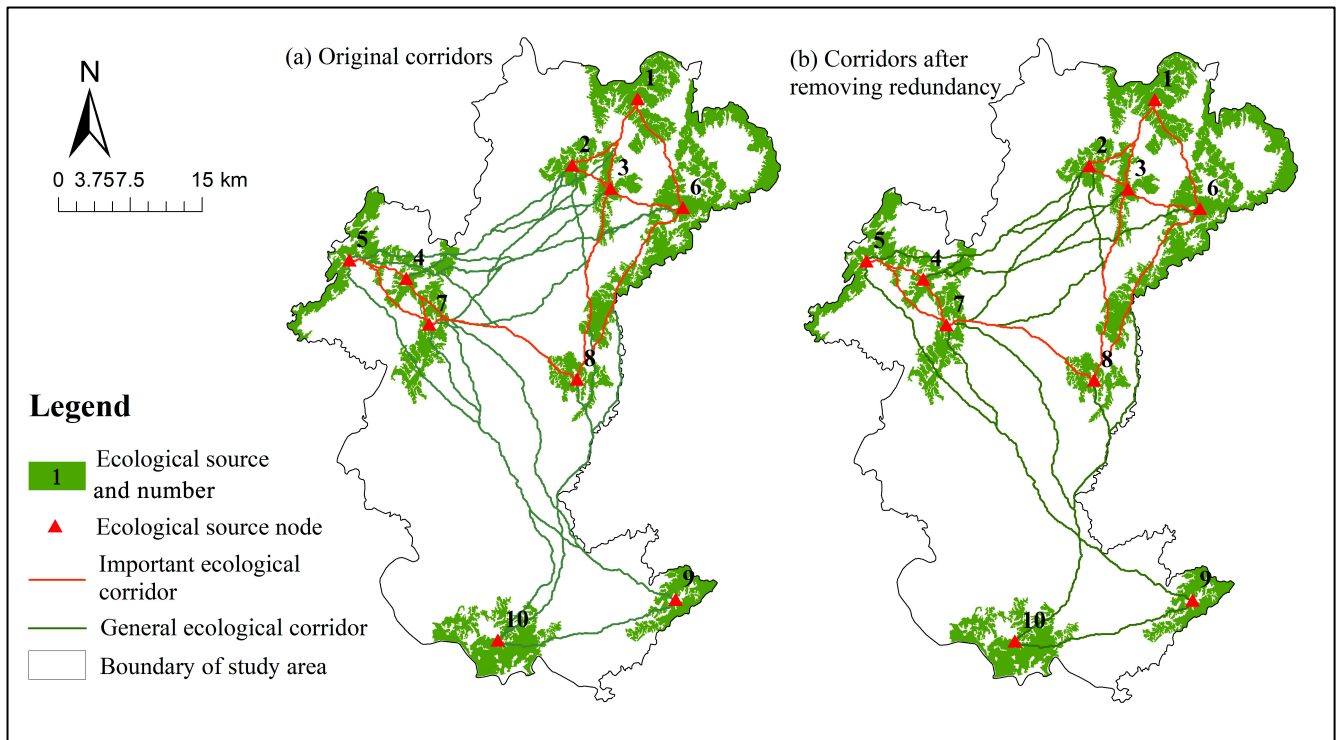 N
0 3.757.5 15 km
(a) Original corridors
1
2
3
6
5
4
7
8
9
10
(b) Corridors after
removing redundancy
1
2
3
6
5
4
7
8
9
10
Legend
1 Ecological source
and number
Ecological source node
Important ecological
corridor
General ecological corridor
Boundary of study area